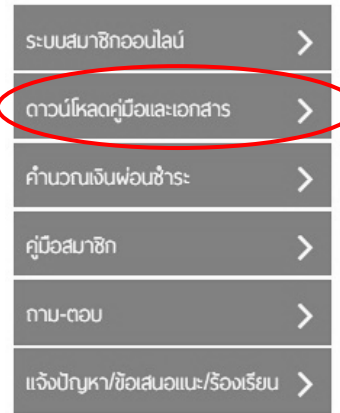 ระบบสมาชิกออนไลน์
ดาวน์โหลดคู่มือและเอกสาร
คำนวณเงินผ่อนชำระ
คู่มือสมาชิก
ถาม-ตอบ
แจ้งปัญหา/ข้อเสนอแนะ/ร้องเรียน